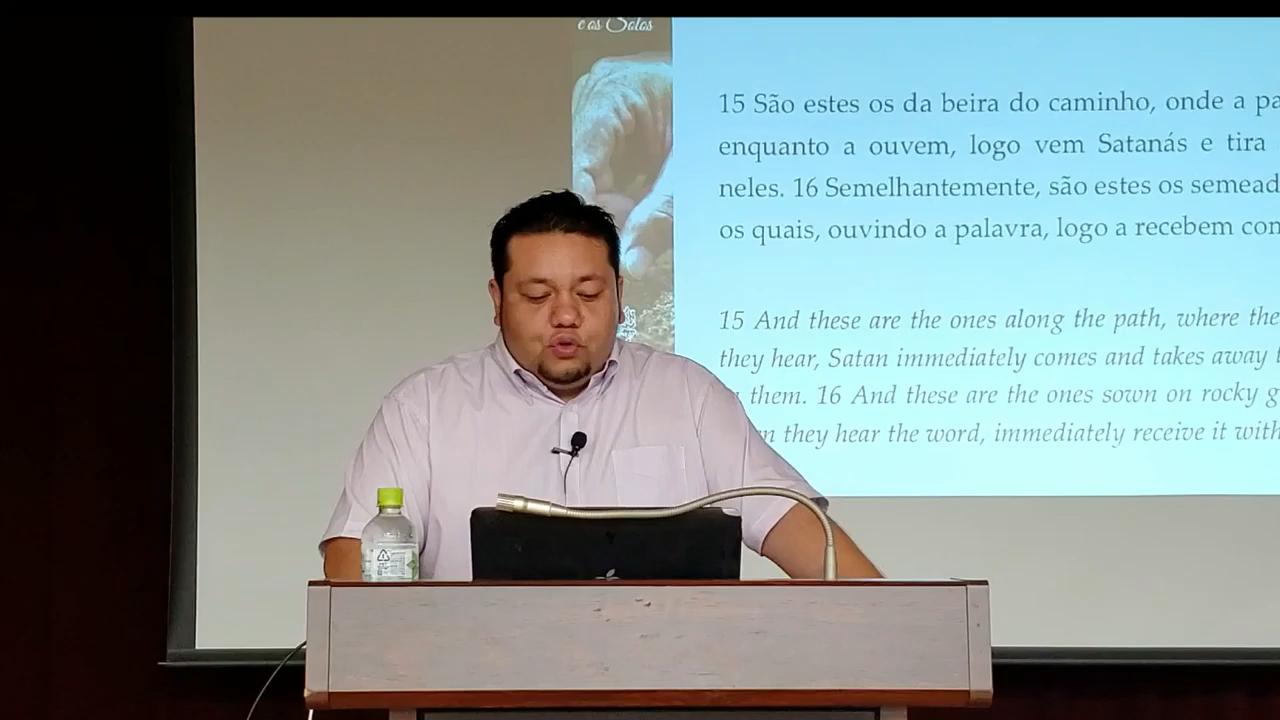 e os Solos
15 São estes os da beira do caminho, onde a
enquanto a ouvem, logo vem Satanás e tira
neles. 16 Semelhantemente, são estes os
os quais, ouvindo a palavra, logo a recebem
15 And these are the ones along the path, where the
they hear, Satan immediately comes and takes away
them. 16 And these are the ones sown on rocky
they hear the word, immediately receive it with